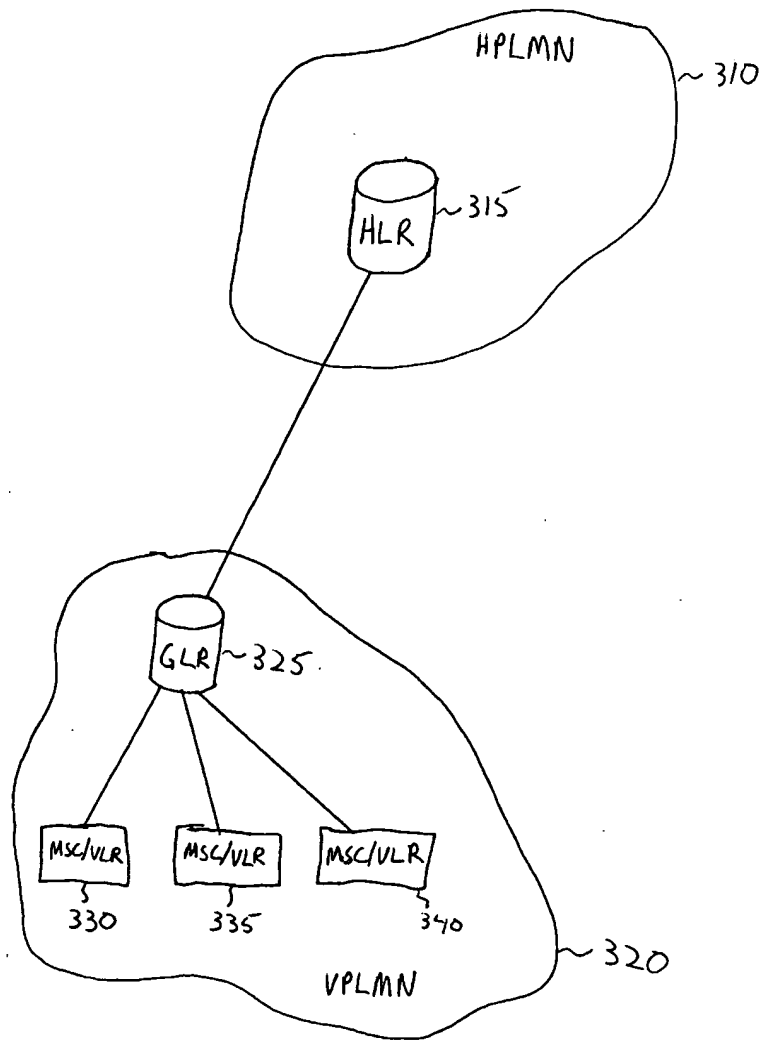 HPLMN
310
HLR
315
GLR
325
MSC/VLR
MSC/VLR
MSC/VLR
330
335
340
320
VPLMN